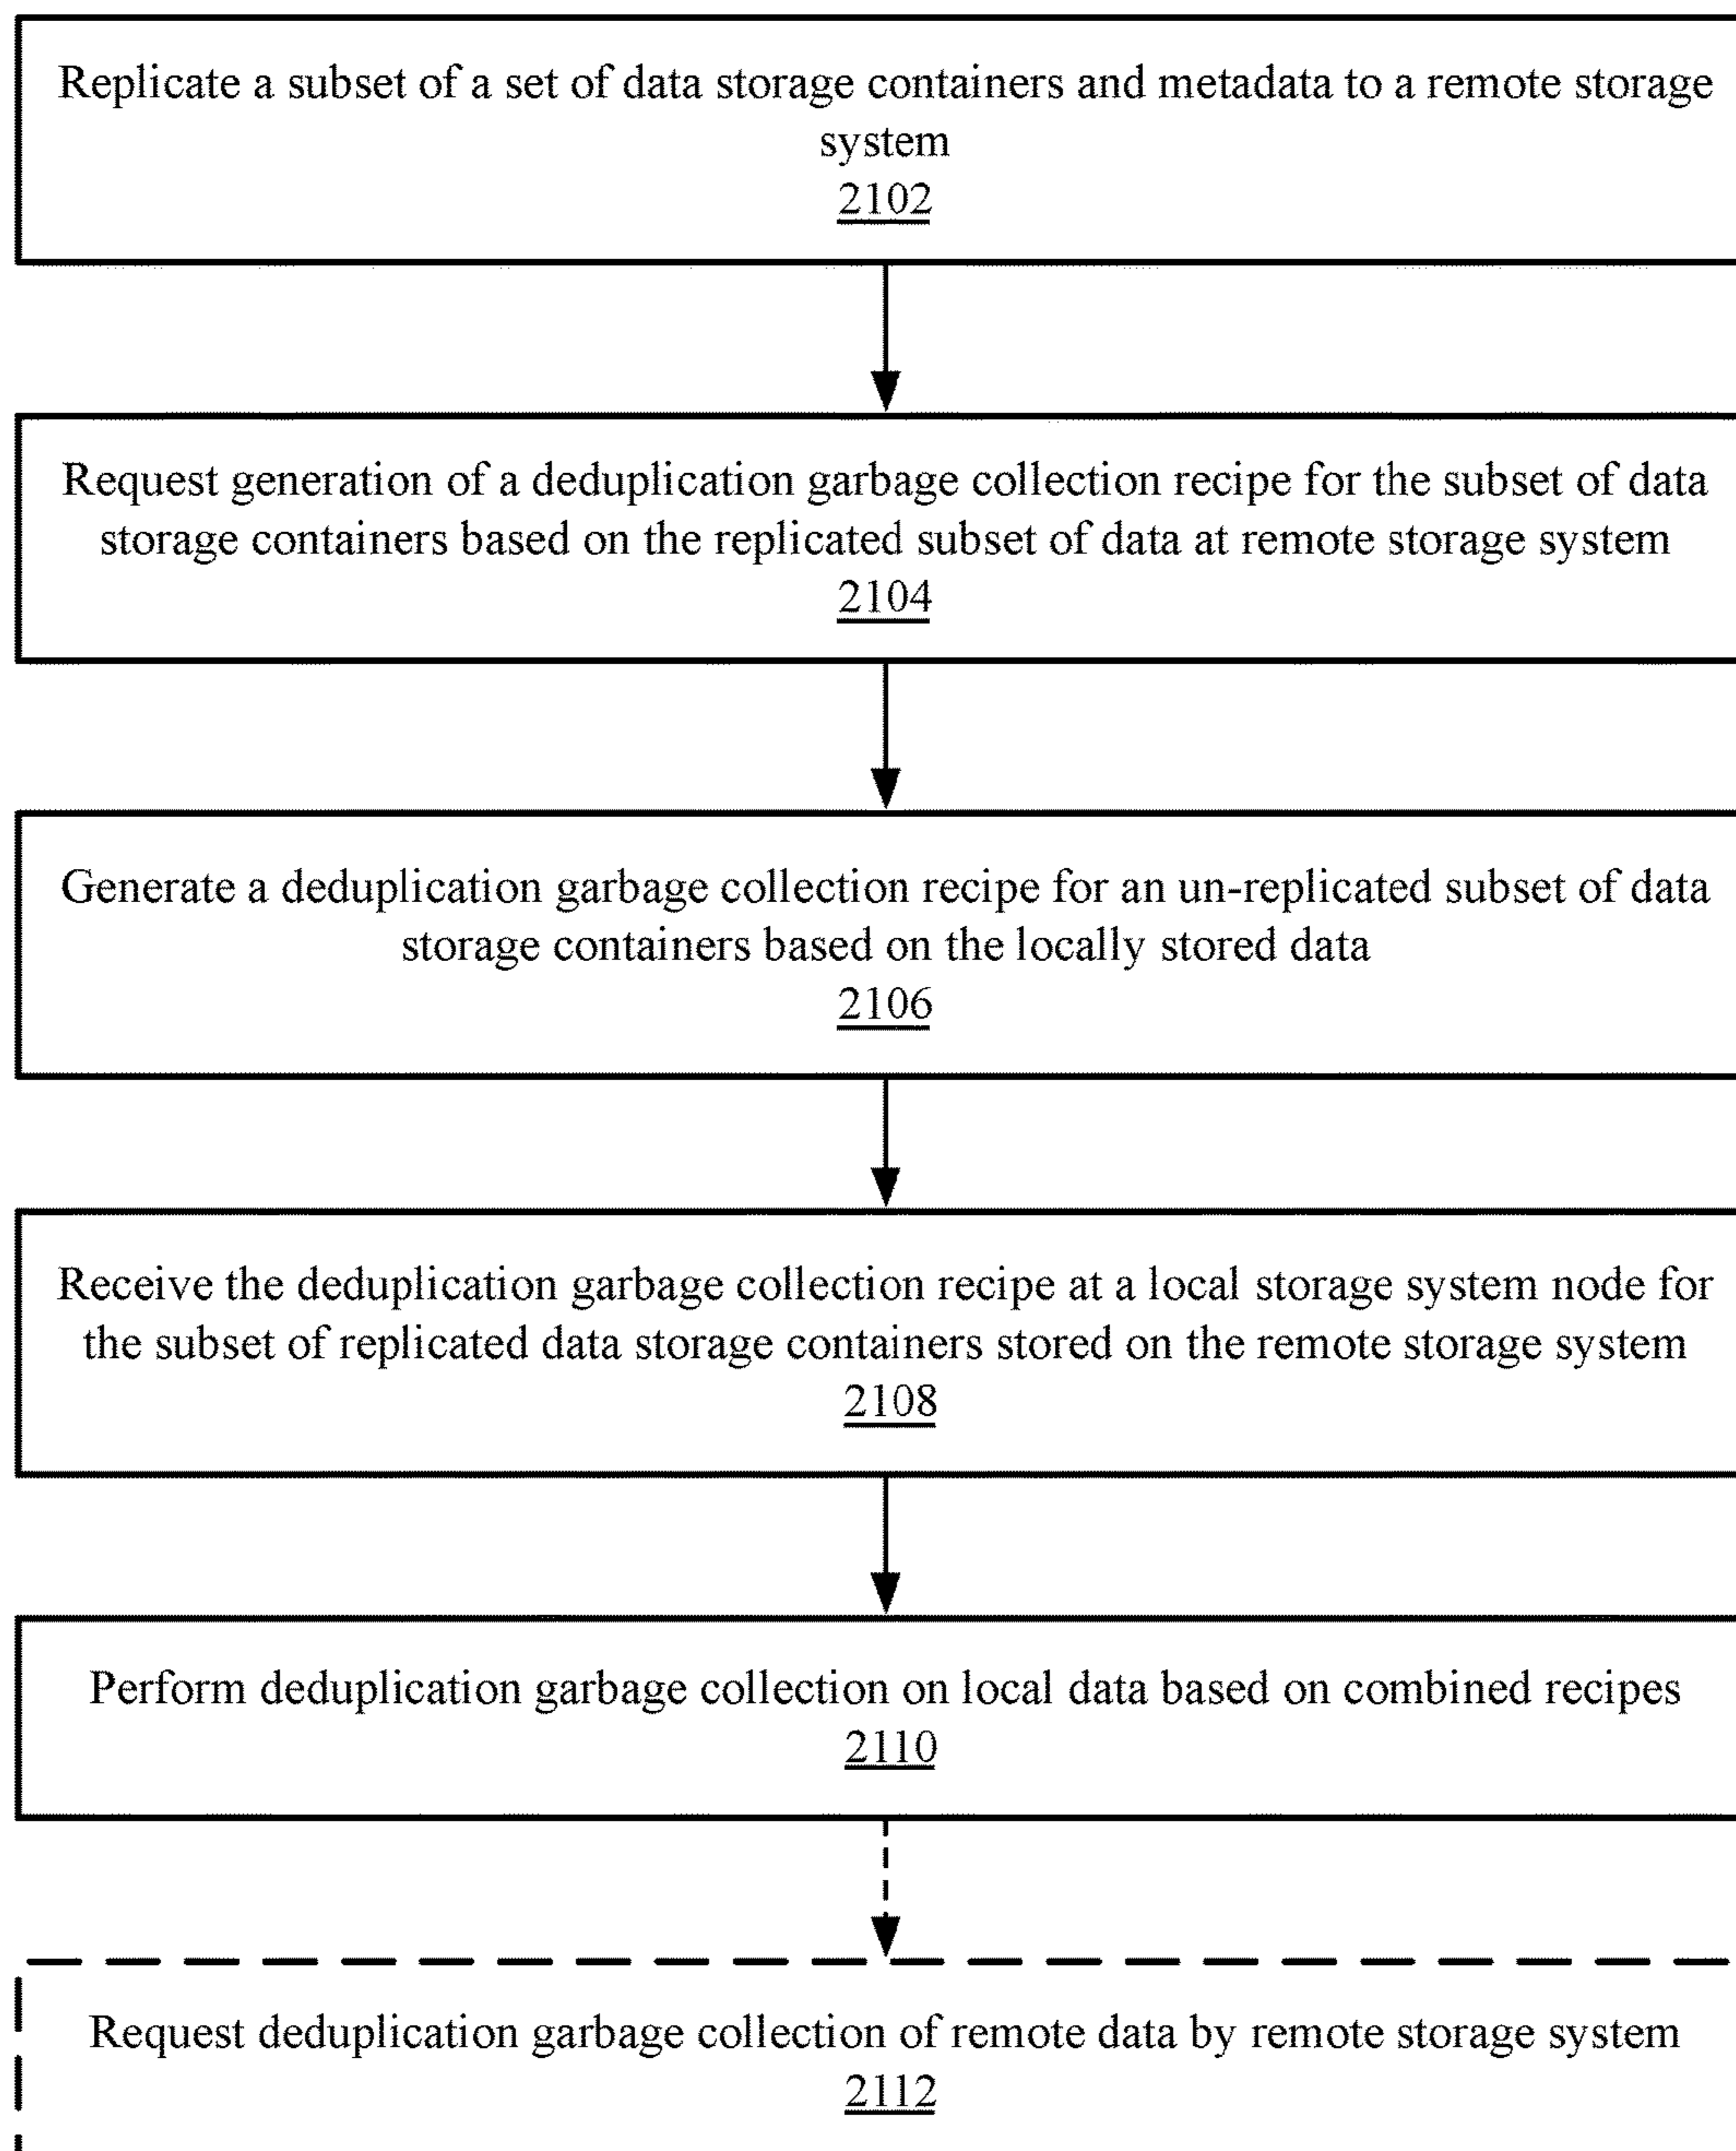 Replicate a subset of a set of data storage containers and metadata to a remote storage
system
2102
Request generation of a deduplication garbage collection recipe for the subset of data
storage containers based on the replicated subset of data at remote storage system
2104
Generate a deduplication garbage collection recipe for an un-replicated subset of data
storage containers based on the locally stored data
2106
Receive the deduplication garbage collection recipe at a local storage system node for
the subset of replicated data storage containers stored on the remote storage system
2108
Perform deduplication garbage collection on local data based on combined recipes
2110
Request deduplication garbage collection of remote data by remote storage system
2112